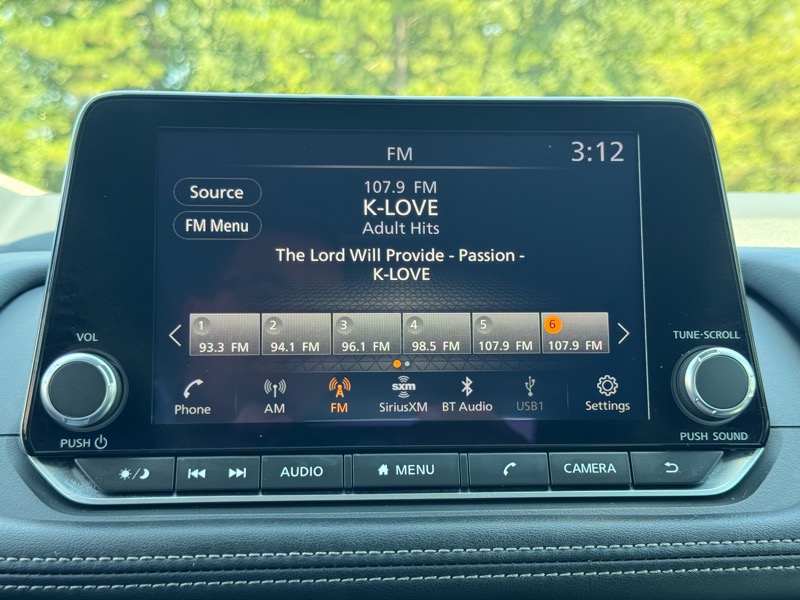 FM
3:12
Source
FM Menu
107.9 FM
K-LOVE
Adult Hits
The Lord Will Provide - Passion -
K-LOVE
1 2 3 4 5 6
93.3 FM 94.1 FM 96.1 FM 98.5 FM 107.9 FM 107.9 FM
sxm
Phone AM FM SiriusXM BT Audio USB1 Settings
VOL
PUSH
TUNE·SCROLL
PUSH SOUND
AUDIO MENU CAMERA